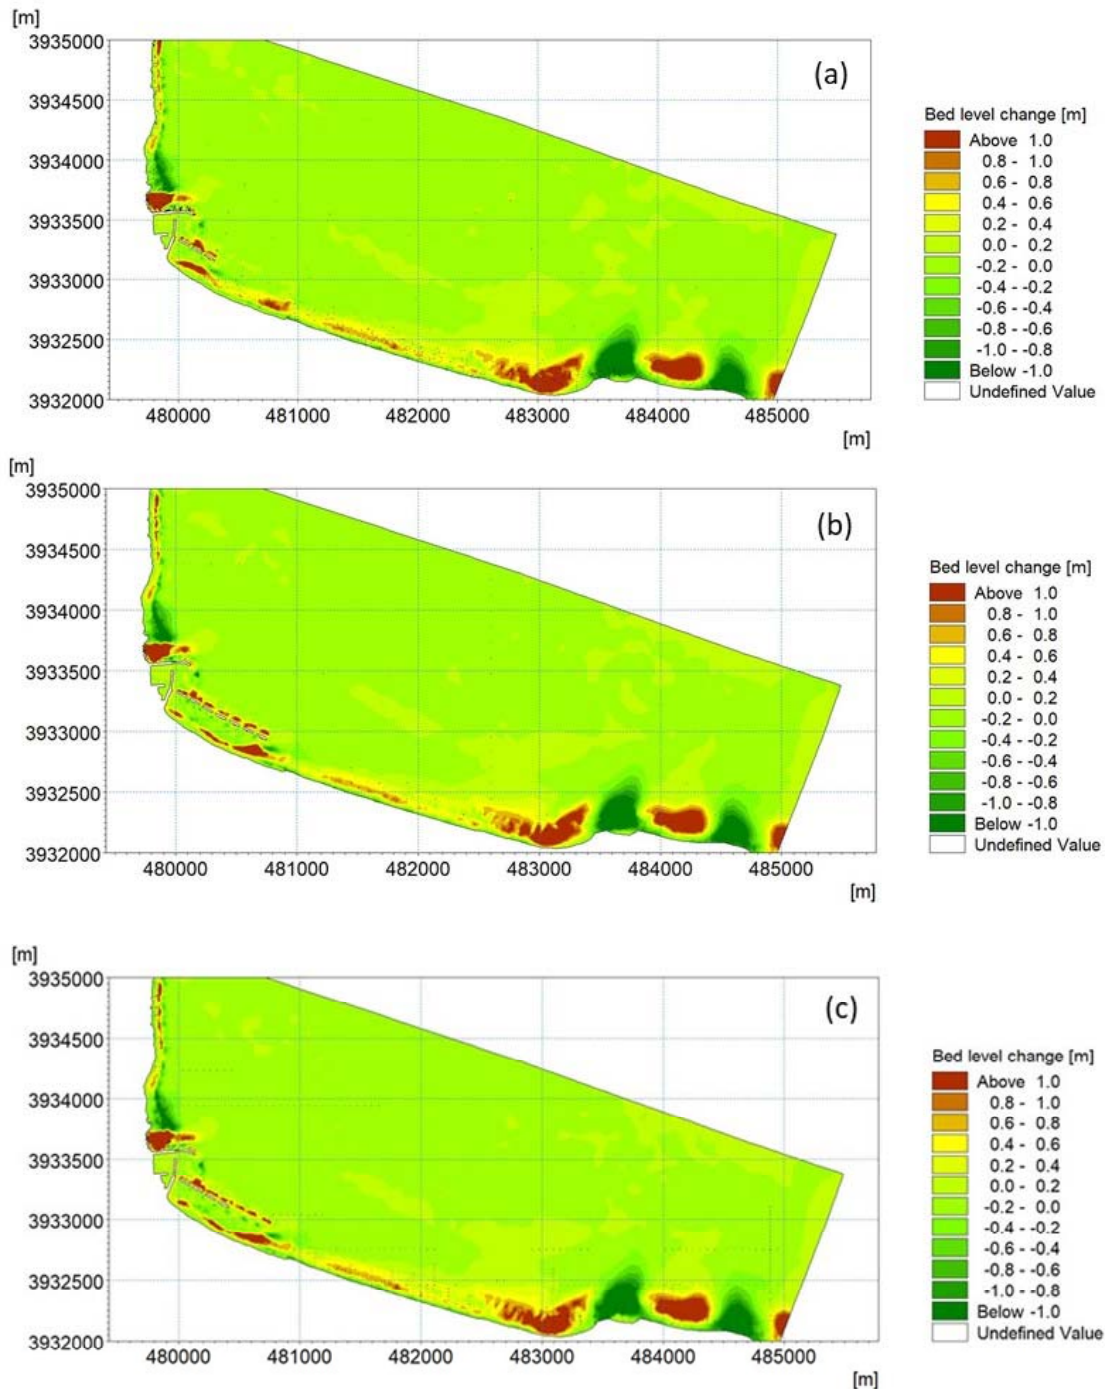 [m]
3935000
3934500
3934000
3933500
3933000
3932500
3932000
480000 481000 482000 483000 484000 485000
[m]
(a)
Bed level change [m]
Above 1.0
0.8 - 1.0
0.6 - 0.8
0.4 - 0.6
0.2 - 0.4
0.0 - 0.2
-0.2 - 0.0
-0.4 - -0.2
-0.6 - -0.4
-0.8 - -0.6
-1.0 - -0.8
Below -1.0
Undefined Value
[m]
3935000
3934500
3934000
3933500
3933000
3932500
3932000
480000 481000 482000 483000 484000 485000
[m]
(b)
Bed level change [m]
Above 1.0
0.8 - 1.0
0.6 - 0.8
0.4 - 0.6
0.2 - 0.4
0.0 - 0.2
-0.2 - 0.0
-0.4 - -0.2
-0.6 - -0.4
-0.8 - -0.6
-1.0 - -0.8
Below -1.0
Undefined Value
[m]
3935000
3934500
3934000
3933500
3933000
3932500
3932000
480000 481000 482000 483000 484000 485000
[m]
(c)
Bed level change [m]
Above 1.0
0.8 - 1.0
0.6 - 0.8
0.4 - 0.6
0.2 - 0.4
0.0 - 0.2
-0.2 - 0.0
-0.4 - -0.2
-0.6 - -0.4
-0.8 - -0.6
-1.0 - -0.8
Below -1.0
Undefined Value